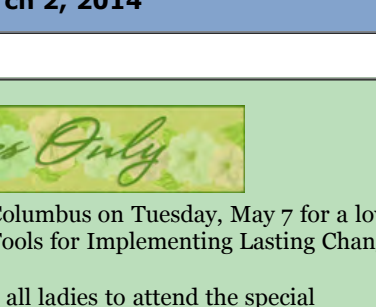 ch 2, 2014
es Only
Columbus on Tuesday, May 7 for a lo
Tools for Implementing Lasting Chan
all ladies to attend the special